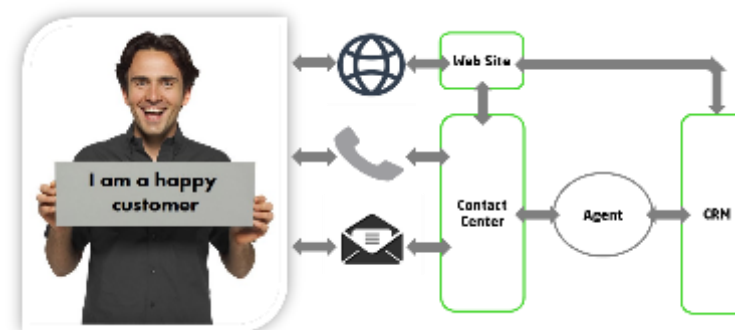 I am a happy
customer
Web Site
Contact
Center
Agent
CRM